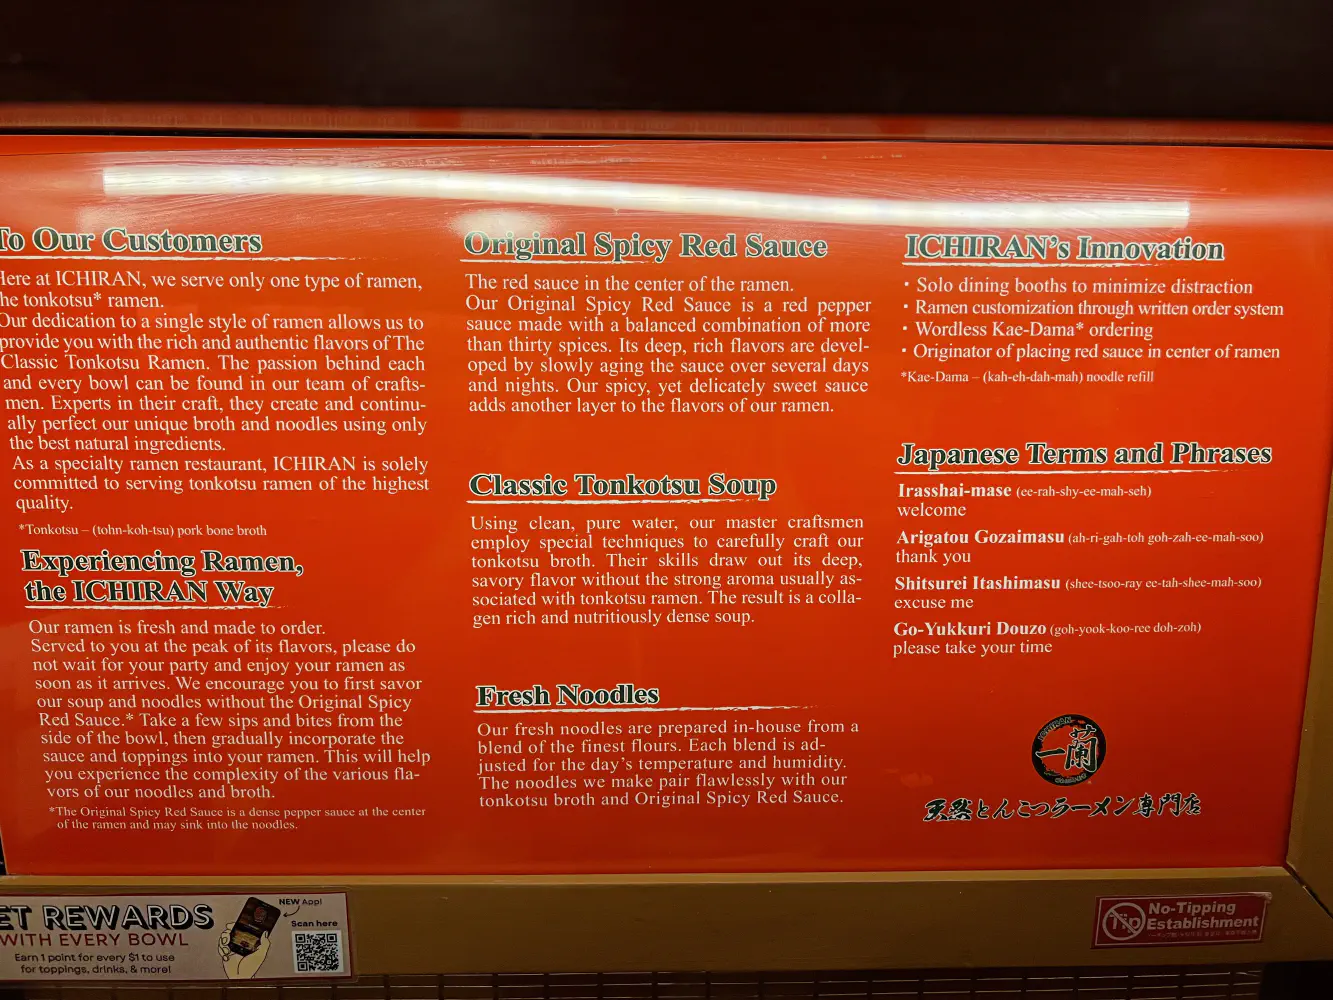 To Our Customers
Here at ICHIRAN, we serve only one type of ramen,
the tonkotsu* ramen.
Our dedication to a single style of ramen allows us to
provide you with the rich and authentic flavors of The
Classic Tonkotsu Ramen. The passion behind each
and every bowl can be found in our team of crafts-
men. Experts in their craft, they create and continu-
ally perfect our unique broth and noodles using only
the best natural ingredients.
As a specialty ramen restaurant, ICHIRAN is solely
committed to serving tonkotsu ramen of the highest
quality.
*Tonkotsu – (tohn-koh-tsu) pork bone broth
Experiencing Ramen,
the ICHIRAN Way
Our ramen is fresh and made to order.
Served to you at the peak of its flavors, please do
not wait for your party and enjoy your ramen as
soon as it arrives. We encourage you to first savor
our soup and noodles without the Original Spicy
Red Sauce.* Take a few sips and bites from the
side of the bowl, then gradually incorporate the
sauce and toppings into your ramen. This will help
you experience the complexity of the various fla-
vors of our noodles and broth.
*The Original Spicy Red Sauce is a dense pepper sauce at the center
of the ramen and may sink into the noodles.
Original Spicy Red Sauce
The red sauce in the center of the ramen.
Our Original Spicy Red Sauce is a red pepper
sauce made with a balanced combination of more
than thirty spices. Its deep, rich flavors are devel-
oped by slowly aging the sauce over several days
and nights. Our spicy, yet delicately sweet sauce
adds another layer to the flavors of our ramen.
Classic Tonkotsu Soup
Using clean, pure water, our master craftsmen
employ special techniques to carefully craft our
tonkotsu broth. Their skills draw out its deep,
savory flavor without the strong aroma usually as-
sociated with tonkotsu ramen. The result is a colla-
gen rich and nutritiously dense soup.
Fresh Noodles
Our fresh noodles are prepared in-house from a
blend of the finest flours. Each blend is ad-
justed for the day's temperature and humidity.
The noodles we make pair flawlessly with our
tonkotsu broth and Original Spicy Red Sauce.
ICHIRAN's Innovation
• Solo dining booths to minimize distraction
• Ramen customization through written order system
• Wordless Kae-Dama* ordering
• Originator of placing red sauce in center of ramen
*Kae-Dama – (kah-eh-dah-mah) noodle refill
Japanese Terms and Phrases
Irasshai-mase (ee-rah-shy-ee-mah-seh)
welcome
Arigatou Gozaimasu (ah-ri-gah-toh goh-zah-ee-mah-soo)
thank you
Shitsurei Itashimasu (shee-tsoo-ray ee-tah-shee-mah-soo)
excuse me
Go-Yukkuri Douzo (goh-yook-koo-ree doh-zoh)
please take your time
ICHIRAN
一蘭
天然とんこつラーメン専門店
ET REWARDS
WITH EVERY BOWL
Earn 1 point for every $1 to use
for toppings, drinks, & more!
NEW App!
Scan here
Tip
No-Tipping
Establishment